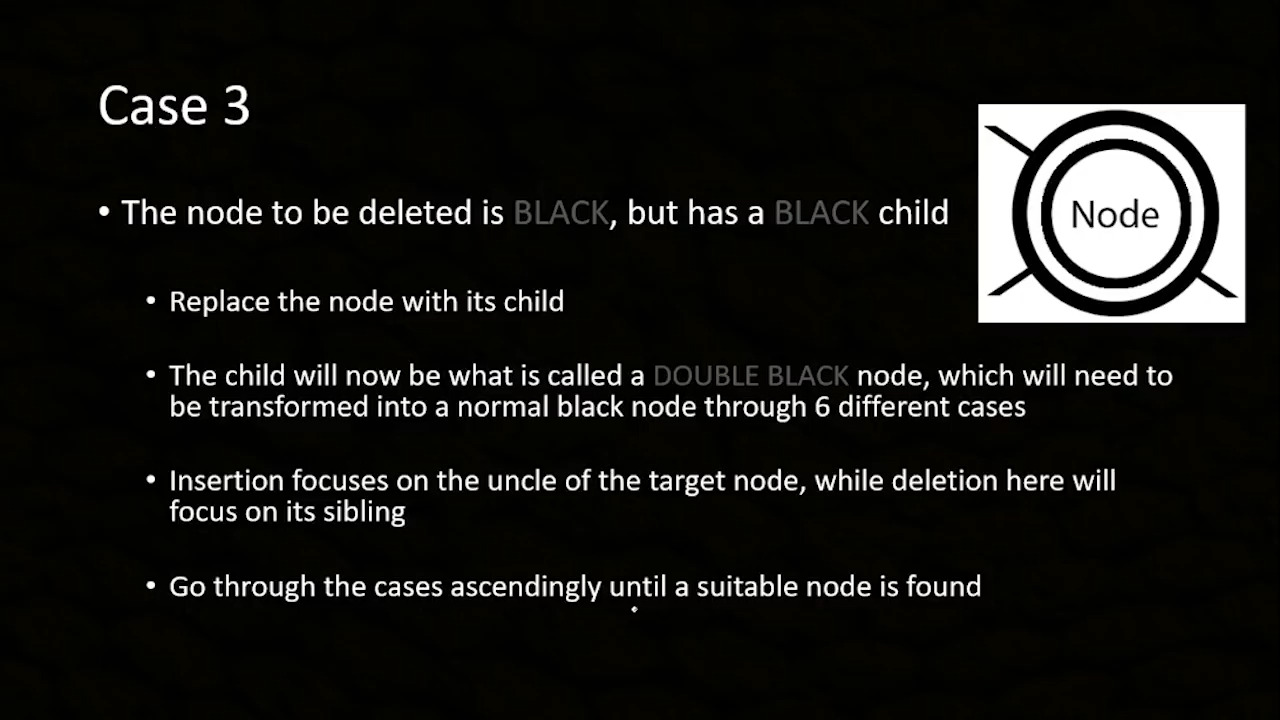 Case 3
• The node to be deleted is BLACK, but has a BLACK child
Node
• Replace the node with its child
• The child will now be what is called a DOUBLE BLACK node, which will need to
be transformed into a normal black node through 6 different cases
• Insertion focuses on the uncle of the target node, while deletion here will
focus on its sibling
• Go through the cases ascendingly until a suitable node is found